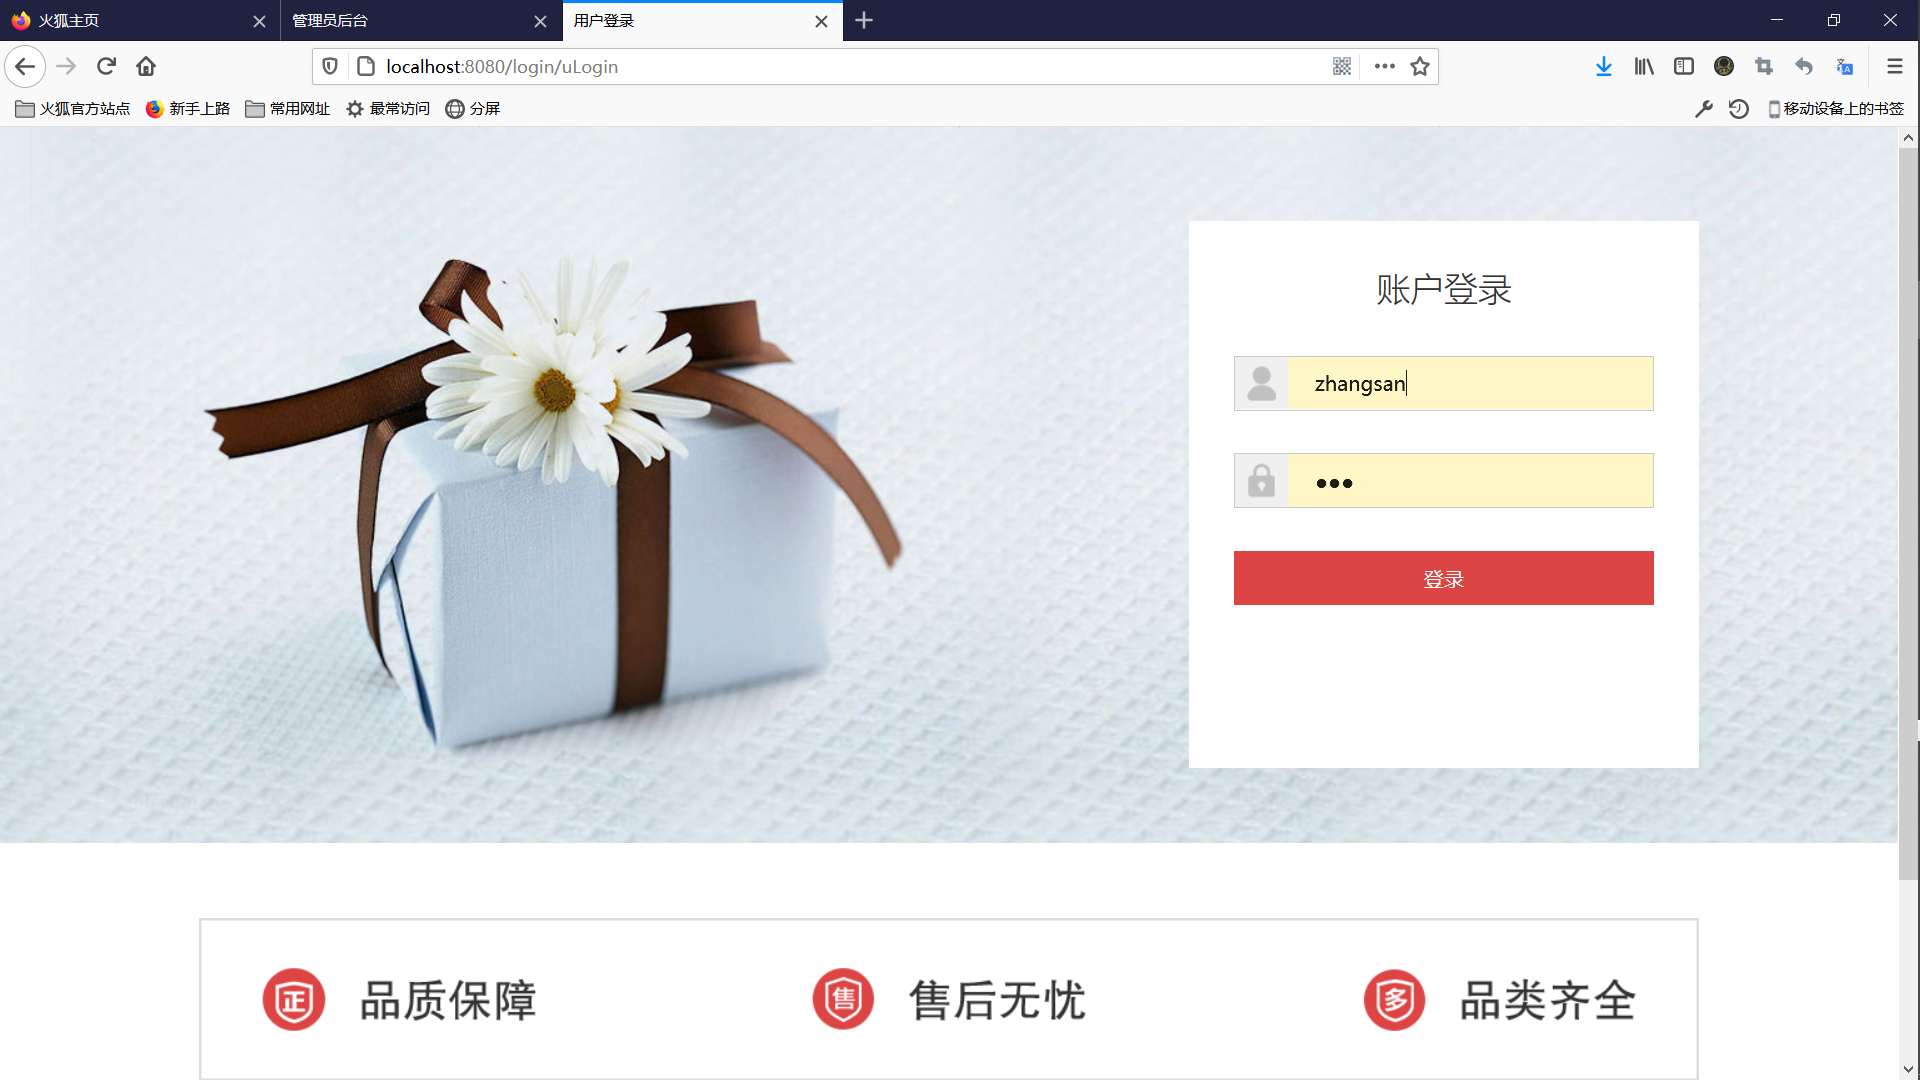 火狐主页
管理员后台
用户登录
localhost:8080/login/uLogin
火狐官方站点
新手上路
常用网址
最常访问
分屏
移动设备上的书签
账户登录
zhangsan
•••
登录
正 品质保障
售 售后无忧
多 品类齐全